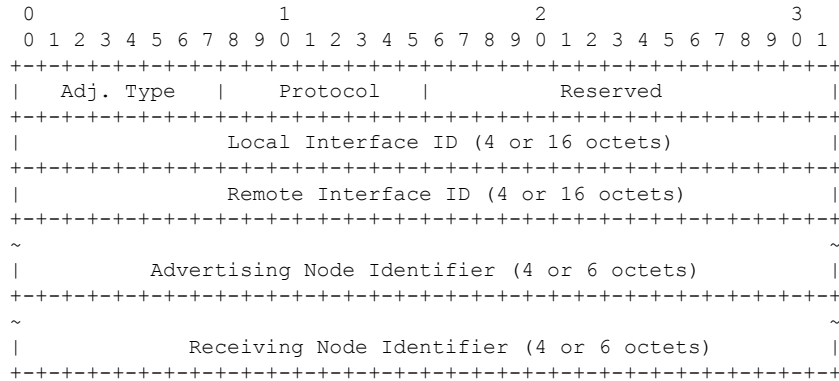 0                   1                   2                   3
 0 1 2 3 4 5 6 7 8 9 0 1 2 3 4 5 6 7 8 9 0 1 2 3 4 5 6 7 8 9 0 1
+-+-+-+-+-+-+-+-+-+-+-+-+-+-+-+-+-+-+-+-+-+-+-+-+-+-+-+-+-+-+-+-+
|   Adj. Type   |    Protocol   |          Reserved             |
+-+-+-+-+-+-+-+-+-+-+-+-+-+-+-+-+-+-+-+-+-+-+-+-+-+-+-+-+-+-+-+-+
|                Local Interface ID (4 or 16 octets)            |
+-+-+-+-+-+-+-+-+-+-+-+-+-+-+-+-+-+-+-+-+-+-+-+-+-+-+-+-+-+-+-+-+
|                Remote Interface ID (4 or 16 octets)           |
+-+-+-+-+-+-+-+-+-+-+-+-+-+-+-+-+-+-+-+-+-+-+-+-+-+-+-+-+-+-+-+-+
~                                                               ~
|          Advertising Node Identifier (4 or 6 octets)          |
+-+-+-+-+-+-+-+-+-+-+-+-+-+-+-+-+-+-+-+-+-+-+-+-+-+-+-+-+-+-+-+-+
~                                                               ~
|             Receiving Node Identifier (4 or 6 octets)         |
+-+-+-+-+-+-+-+-+-+-+-+-+-+-+-+-+-+-+-+-+-+-+-+-+-+-+-+-+-+-+-+-+